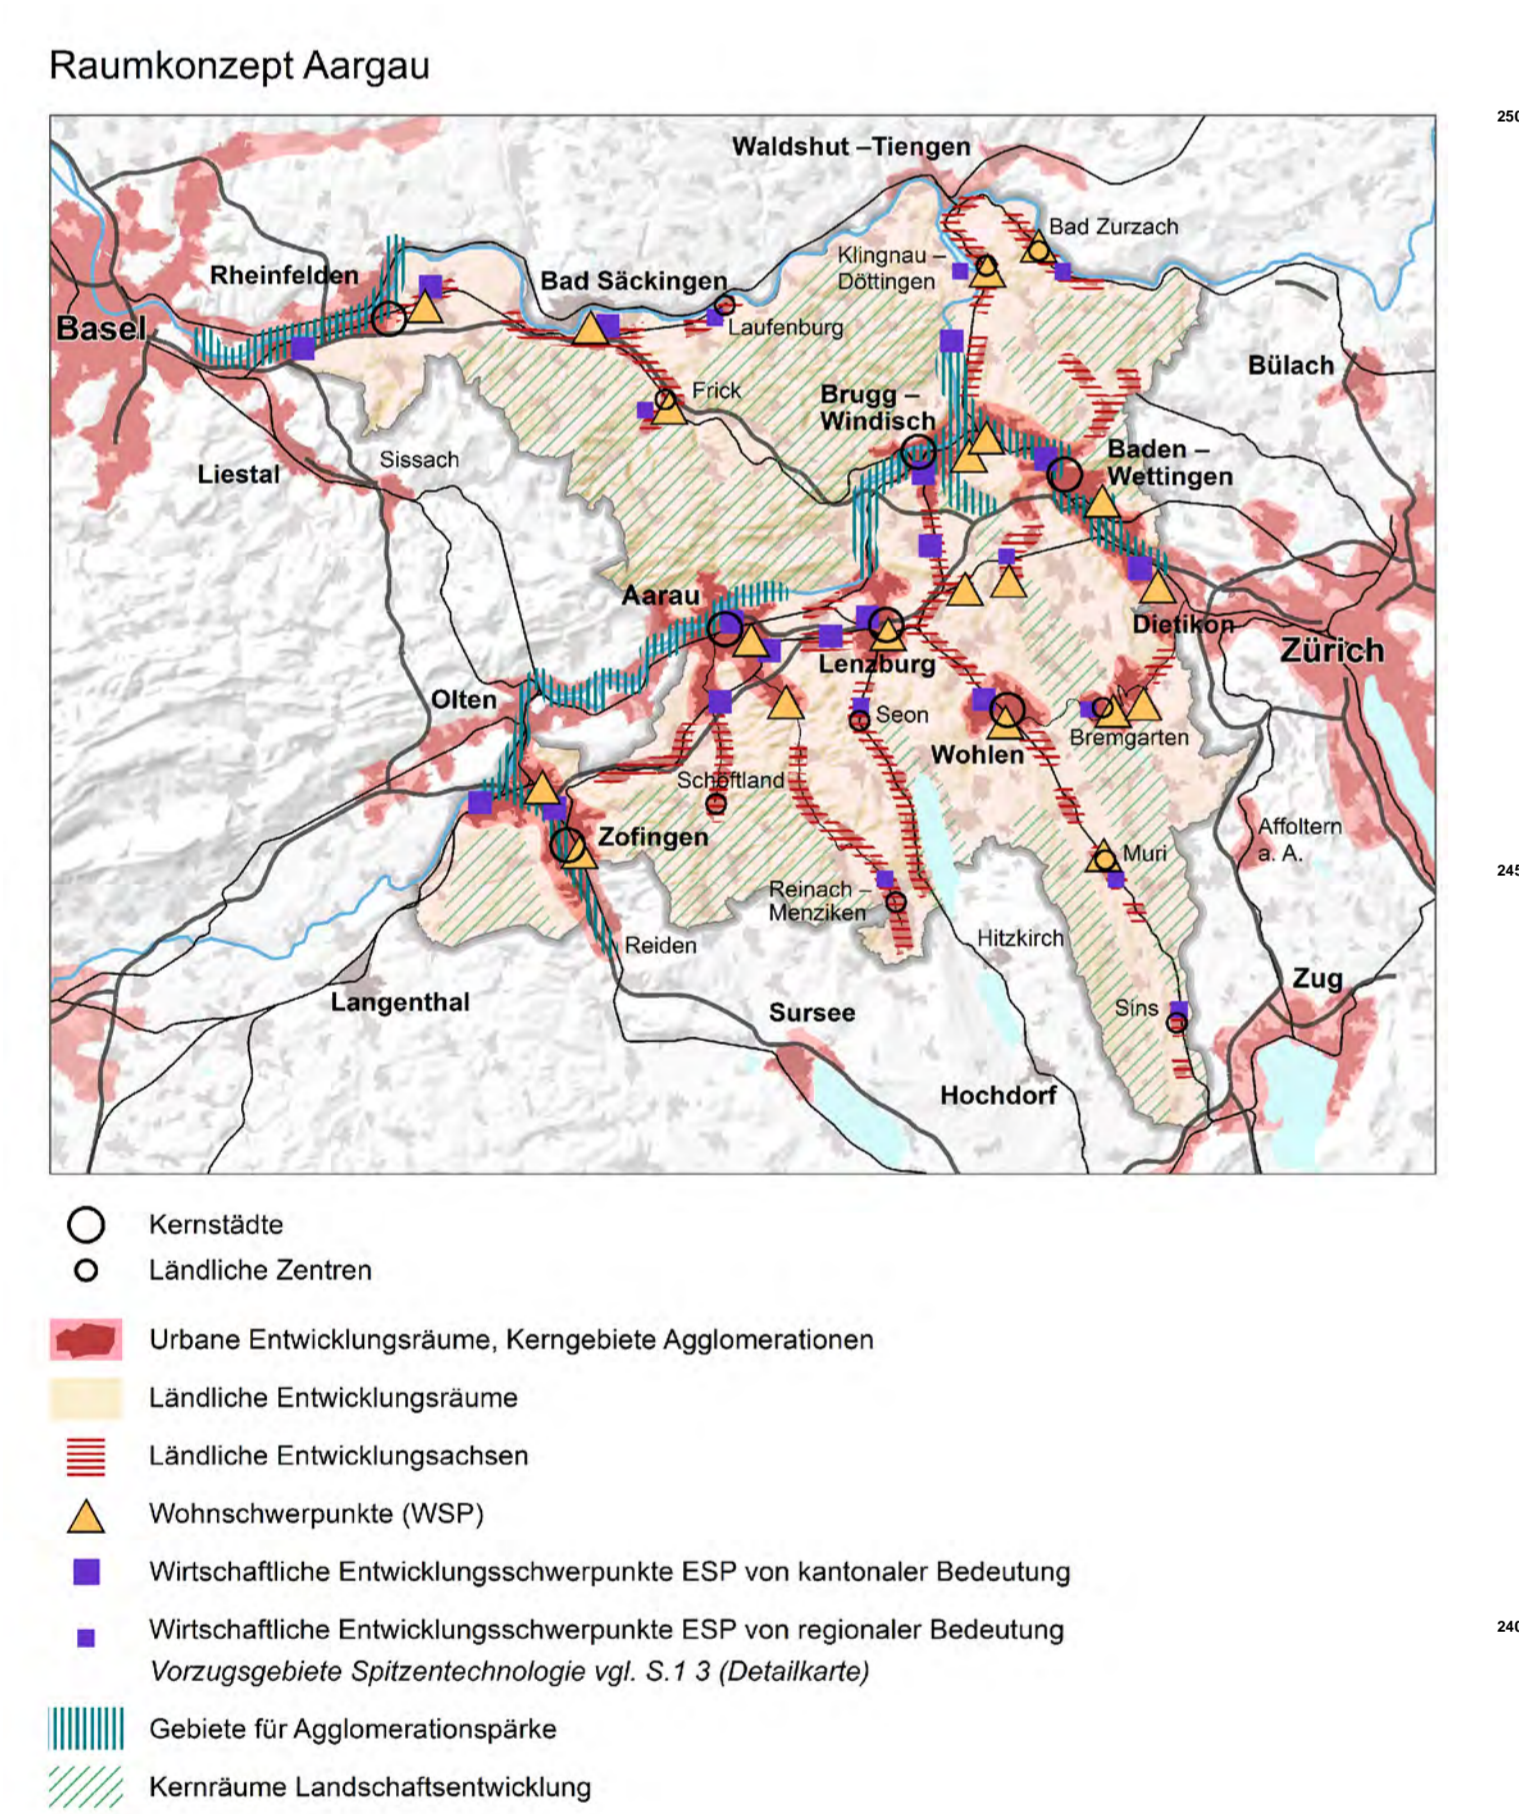 Raumkonzept Aargau
250
Waldshut –Tiengen
Bad Zurzach
Klingnau –
Döttingen
Rheinfelden
Bad Säckingen
Basel
Laufenburg
Bülach
Frick
Brugg –
Windisch
Baden –
Wettingen
Sissach
Liestal
Aarau
Dietikon
Zürich
Lenzburg
Olten
Seon
Wohlen
Bremgarten
Schöftland
Zofingen
Affoltern
a. A.
Muri
245
Reinach –
Menziken
Hitzkirch
Reiden
Zug
Langenthal
Sursee
Sins
Hochdorf
Kernstädte
Ländliche Zentren
Urbane Entwicklungsräume, Kerngebiete Agglomerationen
Ländliche Entwicklungsräume
Ländliche Entwicklungsachsen
Wohnschwerpunkte (WSP)
Wirtschaftliche Entwicklungsschwerpunkte ESP von kantonaler Bedeutung
Wirtschaftliche Entwicklungsschwerpunkte ESP von regionaler Bedeutung
240
Vorzugsgebiete Spitzentechnologie vgl. S.1 3 (Detailkarte)
Gebiete für Agglomerationspärke
Kernräume Landschaftsentwicklung